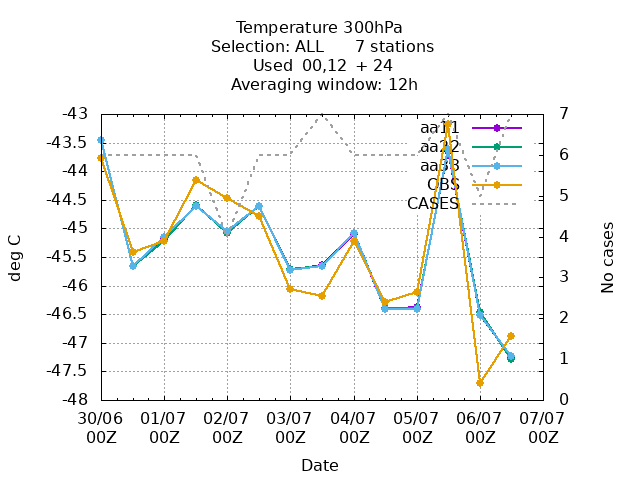 Temperature 300hPa
Selection: ALL 7 stations
Used 00,12 + 24
Averaging window: 12h
-43
-43.5
-44
-44.5
-45
-45.5
-46
-46.5
-47
-47.5
-48
deg C
7
6
5
4
3
2
1
0
No cases
aa11
aa22
aa33
OBS
CASES
30/06 01/07 02/07 03/07 04/07 05/07 06/07 07/07
00Z 00Z 00Z 00Z 00Z 00Z 00Z 00Z
Date